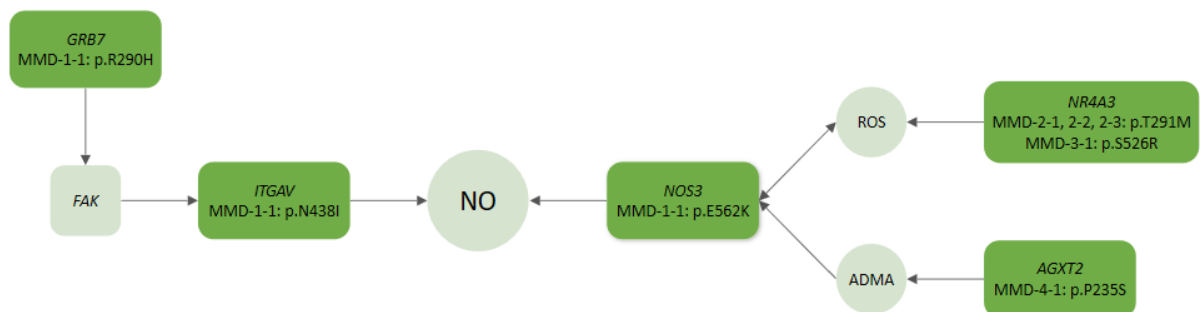 GRB7
MMD-1-1: p.R290H
FAK
ITGAV
MMD-1-1: p.N438I
NO
NOS3
MMD-1-1: p.E562K
ROS
ADMA
NR4A3
MMD-2-1, 2-2, 2-3: p.T291M
MMD-3-1: p.S526R
AGXT2
MMD-4-1: p.P235S